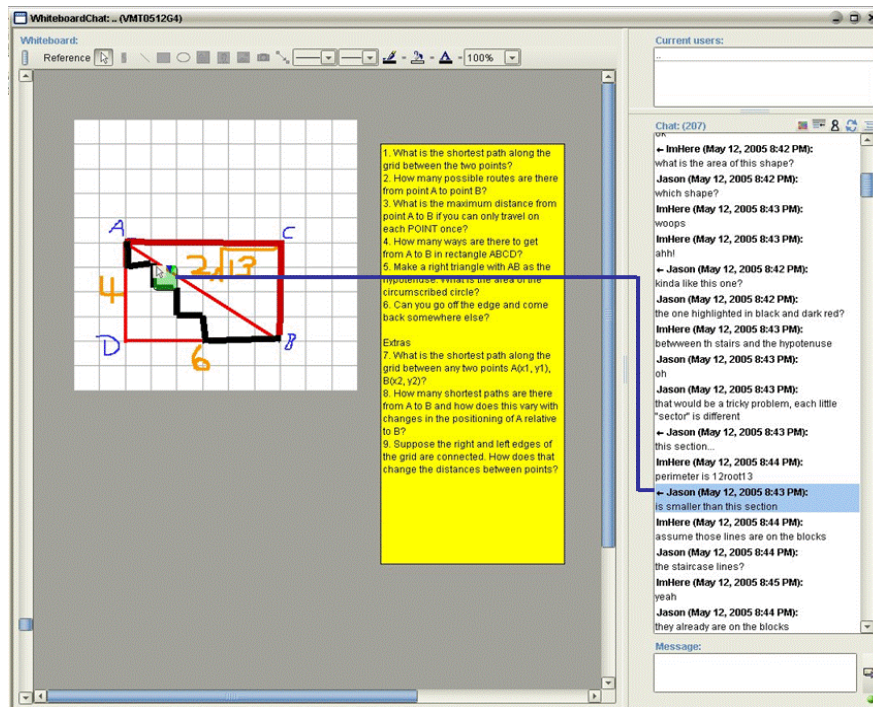 WhiteboardChat: .. (VMT0512G4)
Whiteboard:
Reference
100%
A
C
2√13
4
D
6
B
1. What is the shortest path along the
grid between the two points?
2. How many possible routes are there
from point A to point B?
3. What is the maximum distance from
point A to B if you can only travel on
each POINT once?
4. How many ways are there to get
from A to B in rectangle ABCD?
5. Make a right triangle with AB as the
hypotenuse. What is the area of the
circumscribed circle?
6. Can you go off the edge and come
back somewhere else?
Extras
7. What is the shortest path along the
grid between any two points A(x1, y1),
B(x2, y2)?
8. How many shortest paths are there
from A to B and how does this vary with
changes in the positioning of A relative
to B?
9. Suppose the right and left edges of
the grid are connected. How does that
change the distances between points?
Current users:
..
Chat: (207)
ok
← ImHere (May 12, 2005 8:42 PM):
what is the area of this shape?
Jason (May 12, 2005 8:42 PM):
which shape?
ImHere (May 12, 2005 8:43 PM):
woops
ImHere (May 12, 2005 8:43 PM):
ahh!
← Jason (May 12, 2005 8:42 PM):
kinda like this one?
Jason (May 12, 2005 8:42 PM):
the one highlighted in black and dark red?
ImHere (May 12, 2005 8:43 PM):
betwween th stairs and the hypotenuse
Jason (May 12, 2005 8:43 PM):
oh
Jason (May 12, 2005 8:43 PM):
that would be a tricky problem, each little
"sector" is different
← Jason (May 12, 2005 8:43 PM):
this section...
ImHere (May 12, 2005 8:44 PM):
perimeter is 12root13
← Jason (May 12, 2005 8:43 PM):
is smaller than this section
ImHere (May 12, 2005 8:44 PM):
assume those lines are on the blocks
Jason (May 12, 2005 8:44 PM):
the staircase lines?
ImHere (May 12, 2005 8:45 PM):
yeah
Jason (May 12, 2005 8:44 PM):
they already are on the blocks
Message: